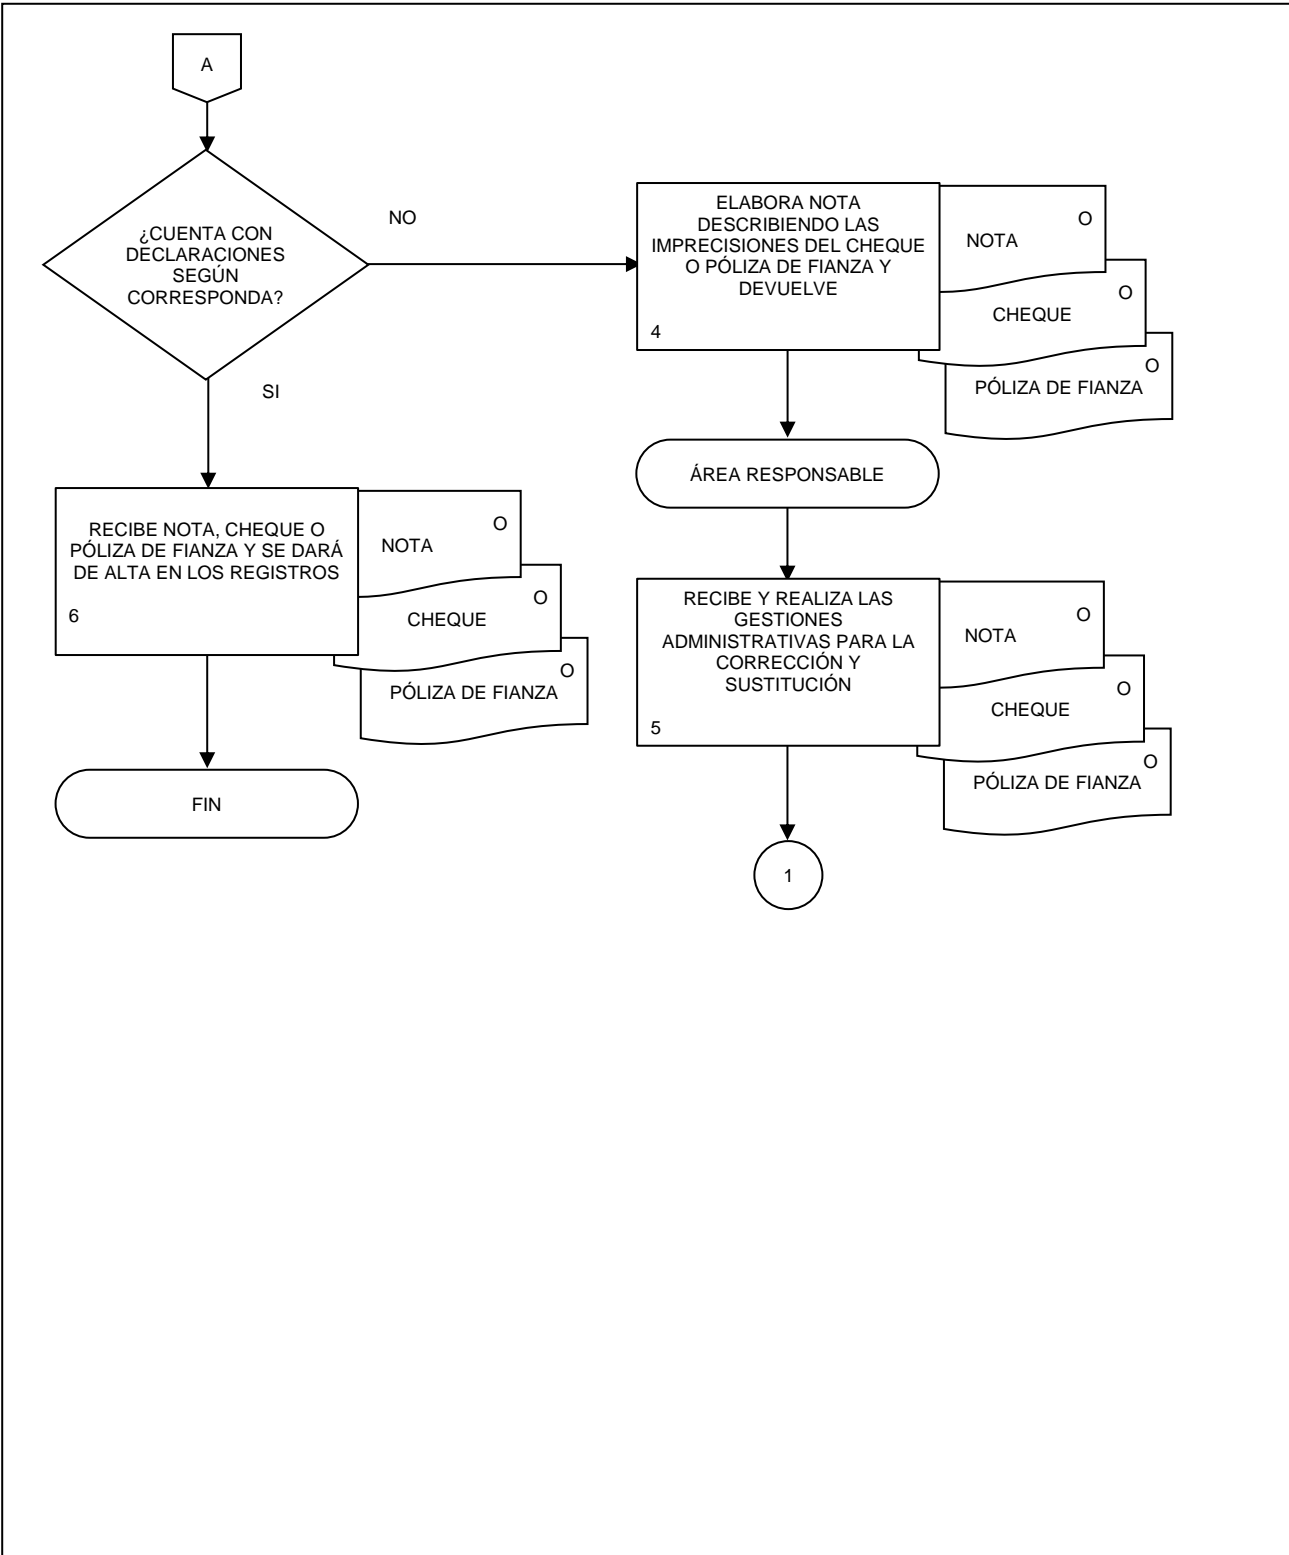 A
¿CUENTA CON
DECLARACIONES
SEGÚN
CORRESPONDA?
NO
SI
ELABORA NOTA
DESCRIBIENDO LAS
IMPRECISIONES DEL CHEQUE
O PÓLIZA DE FIANZA Y
DEVUELVE
4
O
NOTA
O
CHEQUE
O
PÓLIZA DE FIANZA
ÁREA RESPONSABLE
RECIBE NOTA, CHEQUE O
PÓLIZA DE FIANZA Y SE DARÁ
DE ALTA EN LOS REGISTROS
6
O
NOTA
O
CHEQUE
O
PÓLIZA DE FIANZA
FIN
RECIBE Y REALIZA LAS
GESTIONES
ADMINISTRATIVAS PARA LA
CORRECCIÓN Y
SUSTITUCIÓN
5
O
NOTA
O
CHEQUE
O
PÓLIZA DE FIANZA
1